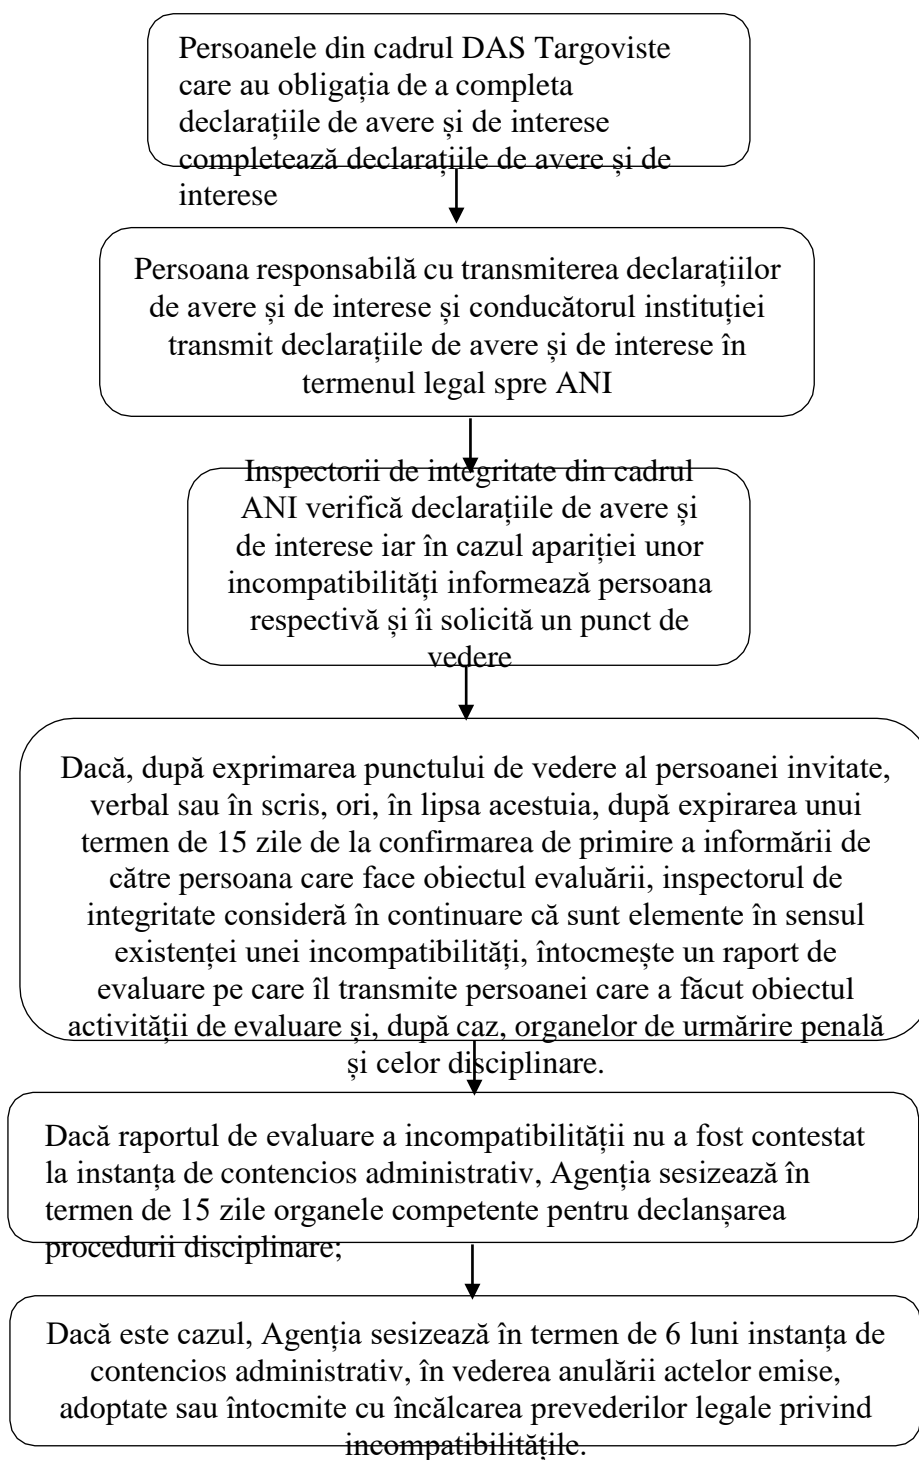 Persoanele din cadrul DAS Targoviste
care au obligația de a completa
declarațiile de avere și de interese
completează declarațiile de avere și de
interese
Persoana responsabilă cu transmiterea declarațiilor
de avere și de interese și conducătorul instituției
transmit declarațiile de avere și de interese în
termenul legal spre ANI
Inspectorii de integritate din cadrul
ANI verifică declarațiile de avere și
de interese iar în cazul apariției unor
incompatibilități informează persoana
respectivă și îi solicită un punct de
vedere
Dacă, după exprimarea punctului de vedere al persoanei invitate,
verbal sau în scris, ori, în lipsa acestuia, după expirarea unui
termen de 15 zile de la confirmarea de primire a informării de
către persoana care face obiectul evaluării, inspectorul de
integritate consideră în continuare că sunt elemente în sensul
existenței unei incompatibilități, întocmește un raport de
evaluare pe care îl transmite persoanei care a făcut obiectul
activității de evaluare și, după caz, organelor de urmărire penală
și celor disciplinare.
Dacă raportul de evaluare a incompatibilității nu a fost contestat
la instanța de contencios administrativ, Agenția sesizează în
termen de 15 zile organele competente pentru declanșarea
procedurii disciplinare;
Dacă este cazul, Agenția sesizează în termen de 6 luni instanța de
contencios administrativ, în vederea anulării actelor emise,
adoptate sau întocmite cu încălcarea prevederilor legale privind
incompatibilitățile.